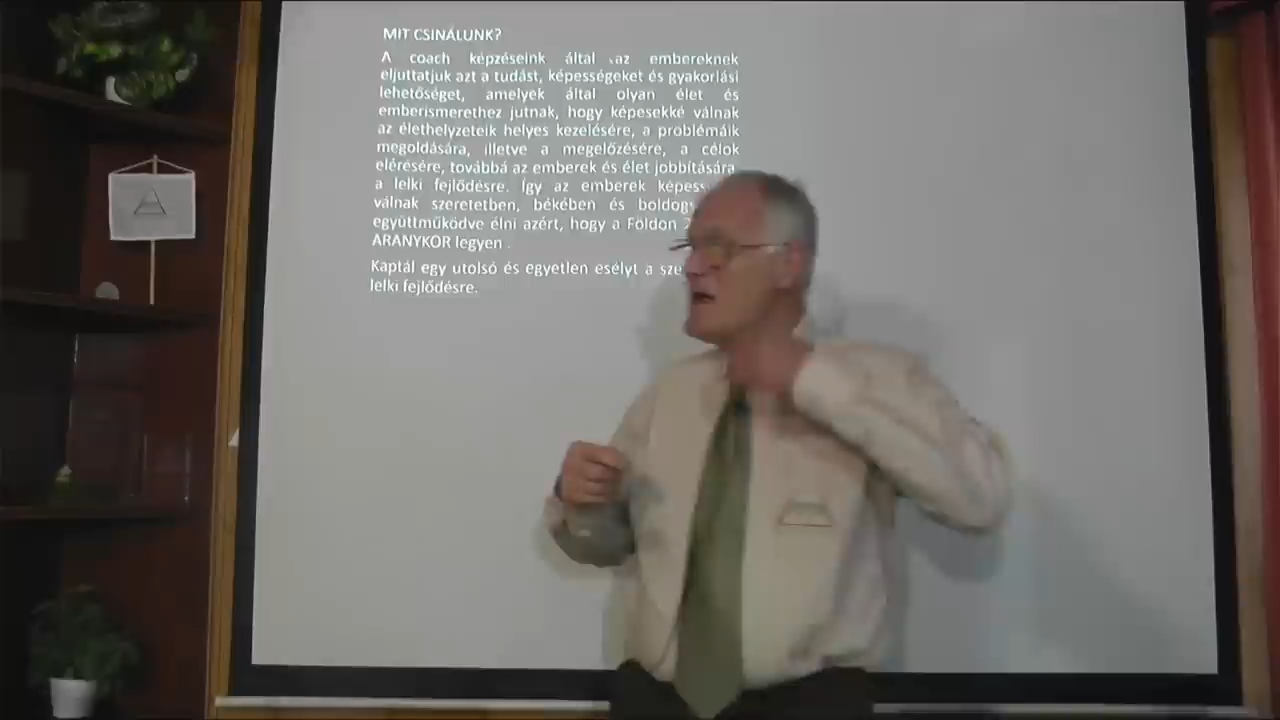 MIT CSINÁLUNK?
A coach képzéseink által az embereknek
eljuttatjuk azt a tudást, képességeket és gyakorlási
lehetőséget, amelyek által olyan élet és
emberismerethez jutnak, hogy képesekké válnak
az élethelyzeteik helyes kezelésére, a problémáik
megoldására, illetve a megelőzésére, a célok
elérésére, továbbá az emberek és élet jobbítására,
a lelki fejlődésre. Így az emberek
válnak szeretetben, békében és
együttműködve élni azért, hogy a Földon
ARANYKOR legyen .
Kaptál egy utolsó és egyetlen esélyt a
lelki fejlődésre.